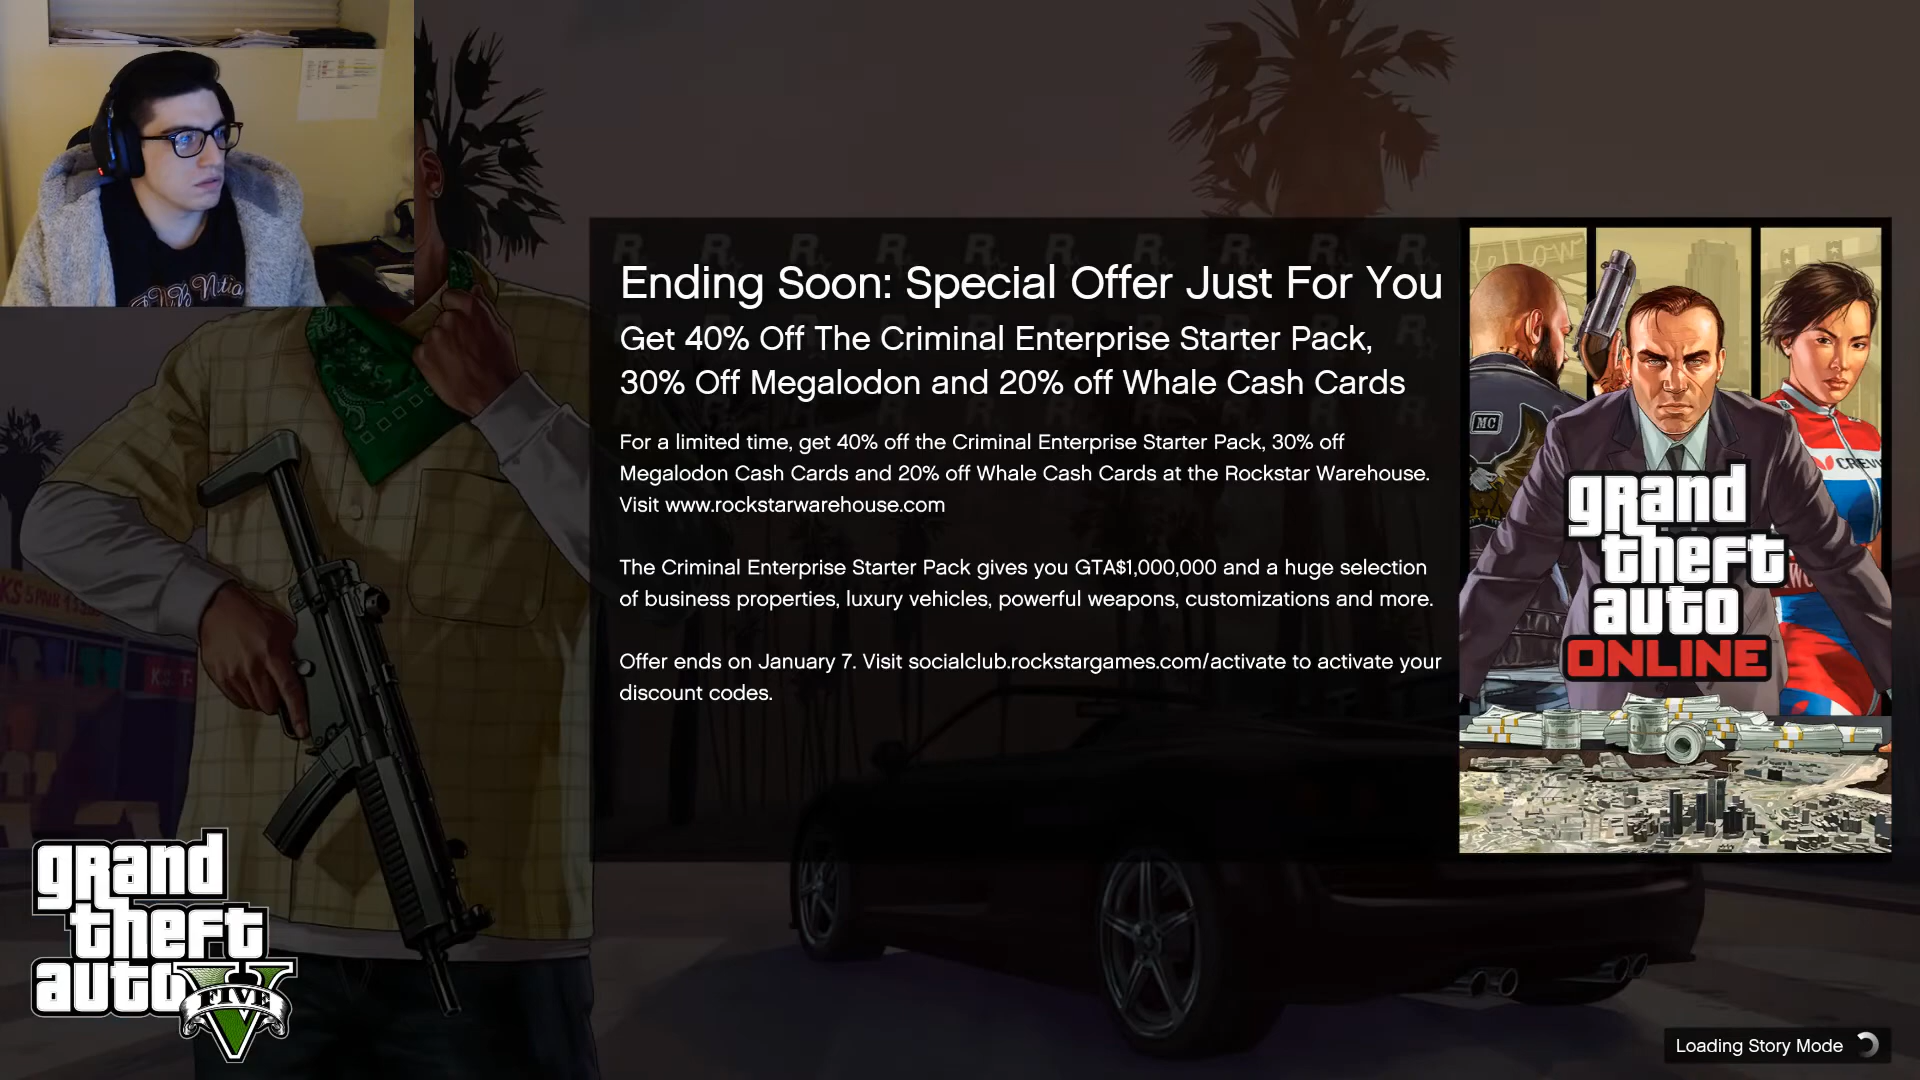 Ending Soon: Special Offer Just For You
Get 40% Off The Criminal Enterprise Starter Pack,
30% Off Megalodon and 20% off Whale Cash Cards
For a limited time, get 40% off the Criminal Enterprise Starter Pack, 30% off
Megalodon Cash Cards and 20% off Whale Cash Cards at the Rockstar Warehouse.
Visit www.rockstarwarehouse.com
The Criminal Enterprise Starter Pack gives you GTA$1,000,000 and a huge selection
of business properties, luxury vehicles, powerful weapons, customizations and more.
Offer ends on January 7. Visit socialclub.rockstargames.com/activate to activate your
discount codes.
MC
grand
theft
auto
ONLINE
grand
theft
auto
V
FIVE
Loading Story Mode